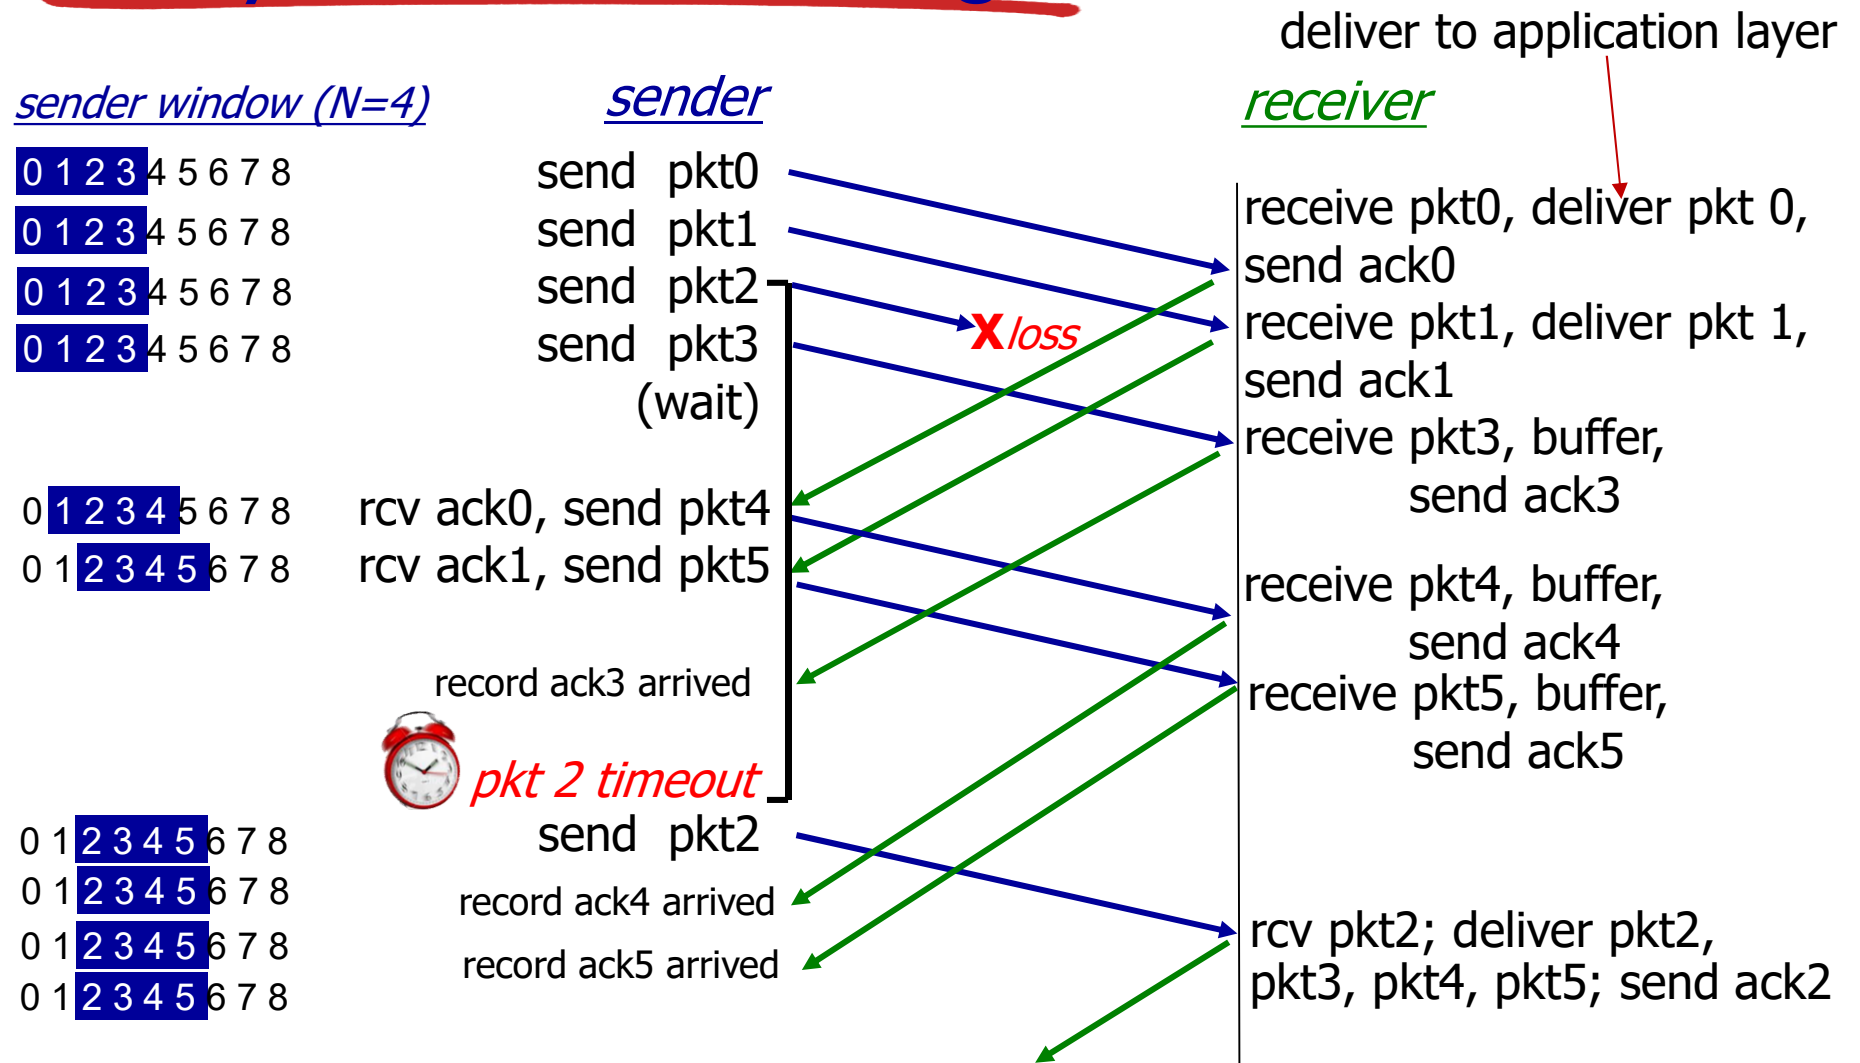 deliver to application layer
sender window (N=4)
sender
receiver
0 1 2 3 4 5 6 7 8
send pkt0
0 1 2 3 4 5 6 7 8
send pkt1
0 1 2 3 4 5 6 7 8
send pkt2
0 1 2 3 4 5 6 7 8
send pkt3
(wait)
X loss
receive pkt0, deliver pkt 0,
send ack0
receive pkt1, deliver pkt 1,
send ack1
receive pkt3, buffer,
send ack3
0 1 2 3 4 5 6 7 8
rcv ack0, send pkt4
0 1 2 3 4 5 6 7 8
rcv ack1, send pkt5
receive pkt4, buffer,
send ack4
receive pkt5, buffer,
send ack5
record ack3 arrived
pkt 2 timeout
0 1 2 3 4 5 6 7 8
send pkt2
0 1 2 3 4 5 6 7 8
record ack4 arrived
0 1 2 3 4 5 6 7 8
record ack5 arrived
0 1 2 3 4 5 6 7 8
rcv pkt2; deliver pkt2,
pkt3, pkt4, pkt5; send ack2